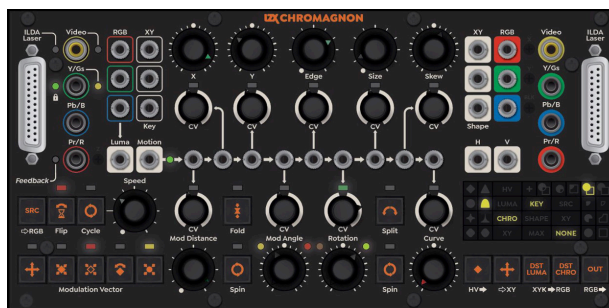 LZX CHROMAGNON
ILDA Laser
Video
RGB
XY
X
Y
Edge
Size
Skew
XY
RGB
Video
ILDA Laser
Y/Gs
Y/Gs
Pb/B
Key
CV
CV
CV
CV
CV
Shape
Pb/B
Pr/R
Luma
Motion
H
V
Pr/R
Feedback
Speed
SRC
⇨RGB
Flip
Cycle
CV
Mod Distance
Fold
CV
Mod Angle
CV
Rotation
Split
CV
Curve
HV
LUMA
KEY
SRC
CHRO
SHAPE
XY
XY
MAX
NONE
Modulation Vector
Spin
Spin
DST LUMA
DST CHRO
OUT
HV➡
⇨XY
XYK➡RGB
RGB➡